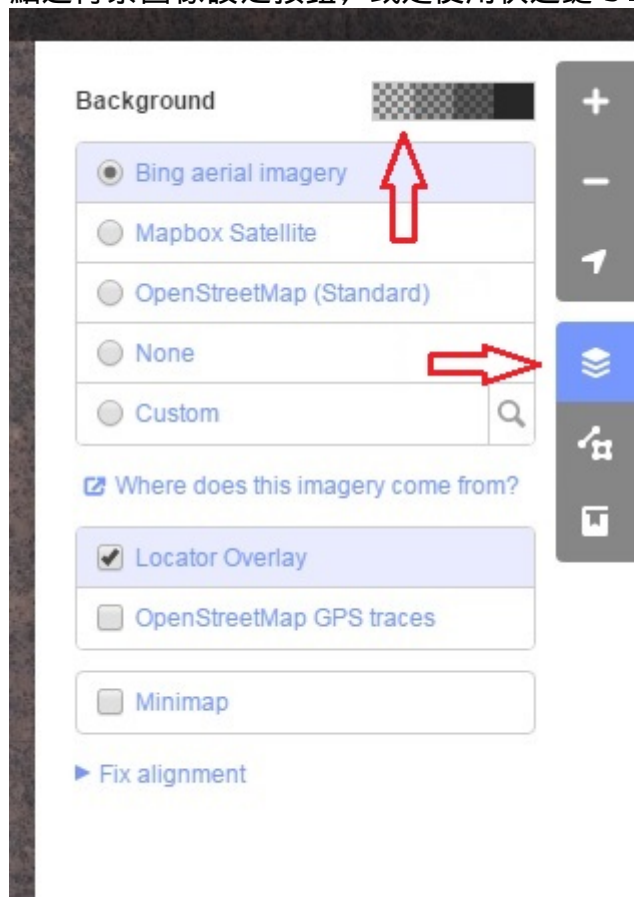 Background
Bing aerial imagery
Mapbox Satellite
OpenStreetMap (Standard)
None
Custom
Where does this imagery come from?
Locator Overlay
OpenStreetMap GPS traces
Minimap
Fix alignment